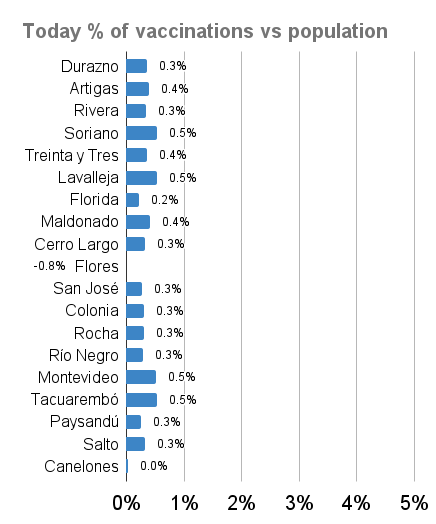 Today % of vaccinations vs population
Durazno 0.3%
Artigas 0.4%
Rivera 0.3%
Soriano 0.5%
Treinta y Tres 0.4%
Lavalleja 0.5%
Florida 0.2%
Maldonado 0.4%
Cerro Largo 0.3%
-0.8% Flores
San José 0.3%
Colonia 0.3%
Rocha 0.3%
Río Negro 0.3%
Montevideo 0.5%
Tacuarembó 0.5%
Paysandú 0.3%
Salto 0.3%
Canelones 0.0%
0% 1% 2% 3% 4% 5%